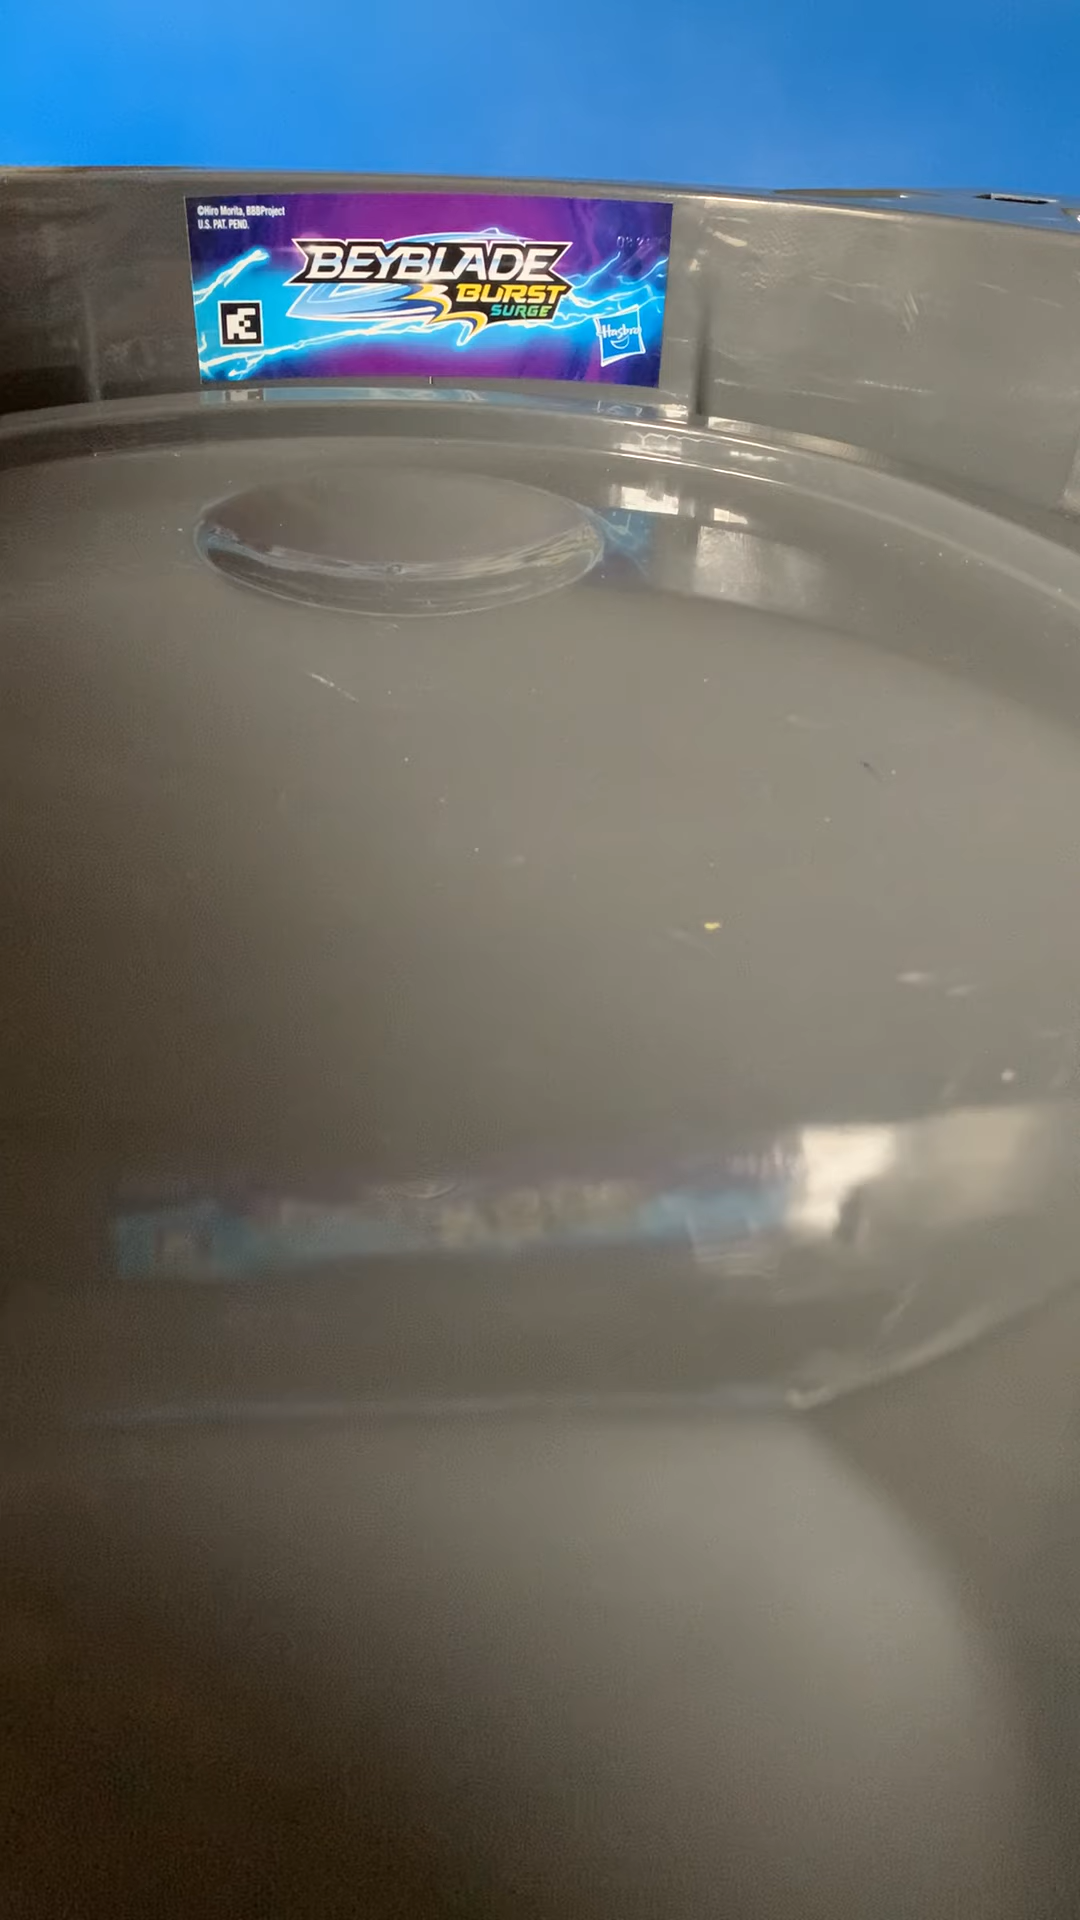 ©Hiro Morita, BBBProject
U.S. PAT. PEND.
BEYBLADE
BURST
SURGE
Hasbro